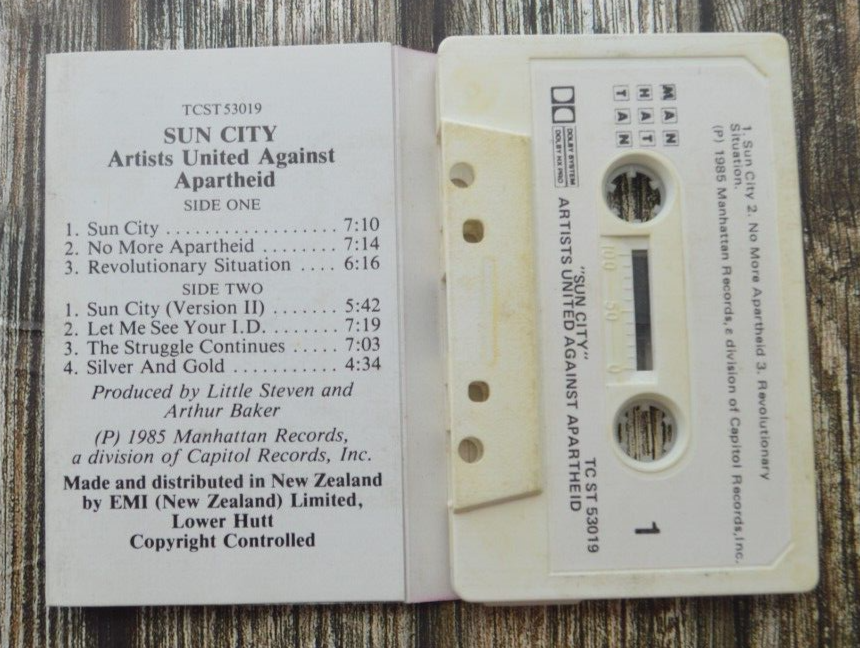 TCST 53019
SUN CITY
Artists United Against
Apartheid
SIDE ONE
1. Sun City .................. 7:10
2. No More Apartheid ........ 7:14
3. Revolutionary Situation .... 6:16
SIDE TWO
1. Sun City (Version II) ....... 5:42
2. Let Me See Your I.D. ........ 7:19
3. The Struggle Continues ..... 7:03
4. Silver And Gold ........... 4:34
Produced by Little Steven and
Arthur Baker
(P) 1985 Manhattan Records,
a division of Capitol Records, Inc.
Made and distributed in New Zealand
by EMI (New Zealand) Limited,
Lower Hutt
Copyright Controlled
1. Sun City 2. No More Apartheid 3. Revolutionary
Situation.
(P) 1985 Manhattan Records, a division of Capitol Records, Inc.
MAN
HAT
TAN
DOLBY SYSTEM
DOLBY HX PRO
100 50 0
1
"SUN CITY"
TC ST 53019
ARTISTS UNITED AGAINST APARTHEID